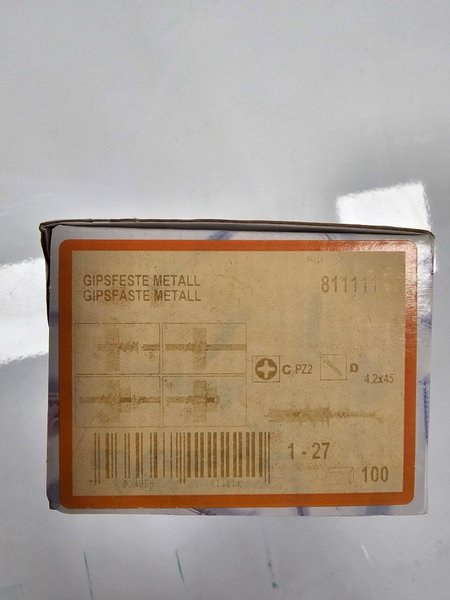 GIPSFESTE METALL
GIPSFÄSTE METALL
C PZ2 D
4.2x45
1 - 27
100